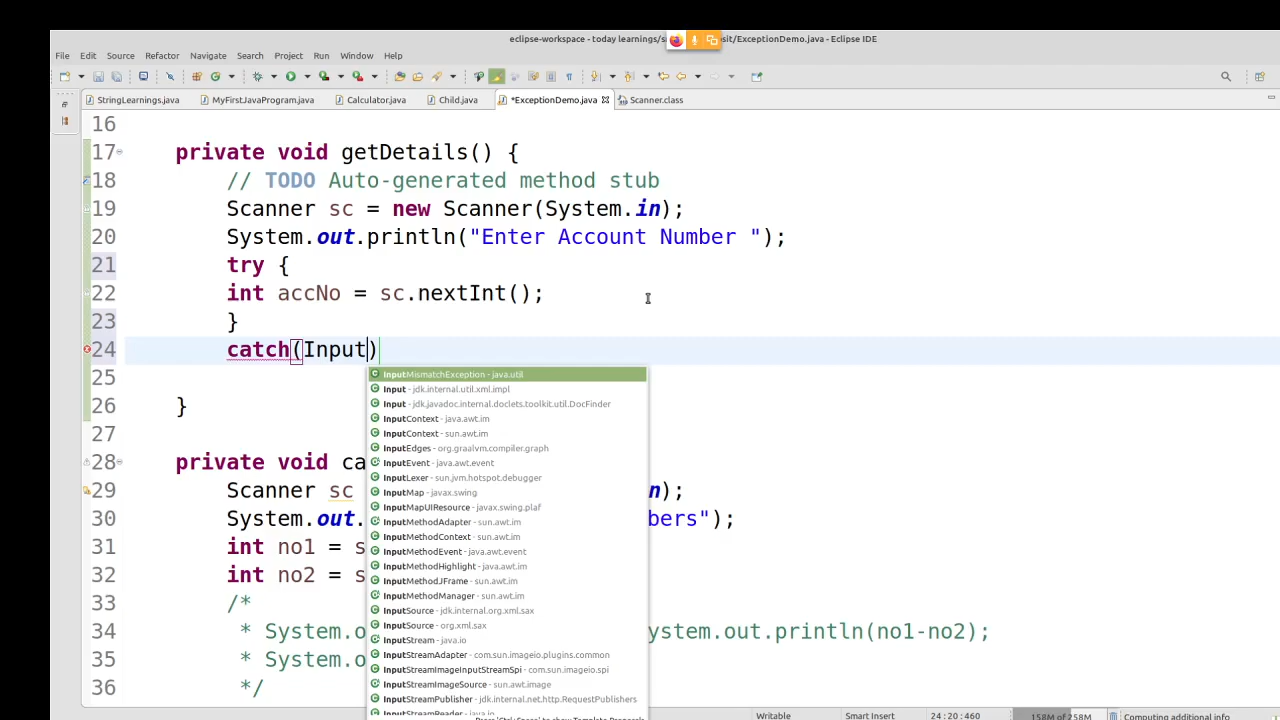 eclipse-workspace - today learnings/s sit/ExceptionDemo.java - Eclipse IDE
File Edit Source Refactor Navigate Search Project Run Window Help
StringLearnings.java MyFirstJavaProgram.java Calculator.java Child.java *ExceptionDemo.java Scanner.class
16
17 private void getDetails() {
18 // TODO Auto-generated method stub
19 Scanner sc = new Scanner(System.in);
20 System.out.println("Enter Account Number ");
21 try {
22 int accNo = sc.nextInt();
23 }
24 catch(Input)
InputMismatchException - java.util
25
Input - jdk.internal.util.xml.impl
Input - jdk.javadoc.internal.doclets.toolkit.util.DocFinder
26 }
InputContext - java.awt.im
InputContext - sun.awt.im
27
InputEdges - org.graalvm.compiler.graph
InputEvent - java.awt.event
28 private void ca
InputLexer - sun.jvm.hotspot.debugger
29 Scanner sc n);
InputMap - javax.swing
InputMapUIResource - javax.swing.plaf
30 System.out. bers");
InputMethodAdapter - sun.awt.im
InputMethodContext - sun.awt.im
31 int no1 = s
InputMethodEvent - java.awt.event
InputMethodHighlight - java.awt.im
32 int no2 = s
InputMethodJFrame - sun.awt.im
InputMethodManager - sun.awt.im
33 /*
InputSource - jdk.internal.org.xml.sax
InputSource - org.xml.sax
34 * System.o ystem.out.println(no1-no2);
InputStream - java.io
InputStreamAdapter - com.sun.imageio.plugins.common
35 * System.o
InputStreamImageInputStreamSpi - com.sun.imageio.spi
InputStreamImageSource - sun.awt.image
36 */
InputStreamPublisher - jdk.internal.net.http.RequestPublishers
InputStreamReader - java.io
Writable Smart Insert 24 : 20 : 460 158M of 258M Computing additional info